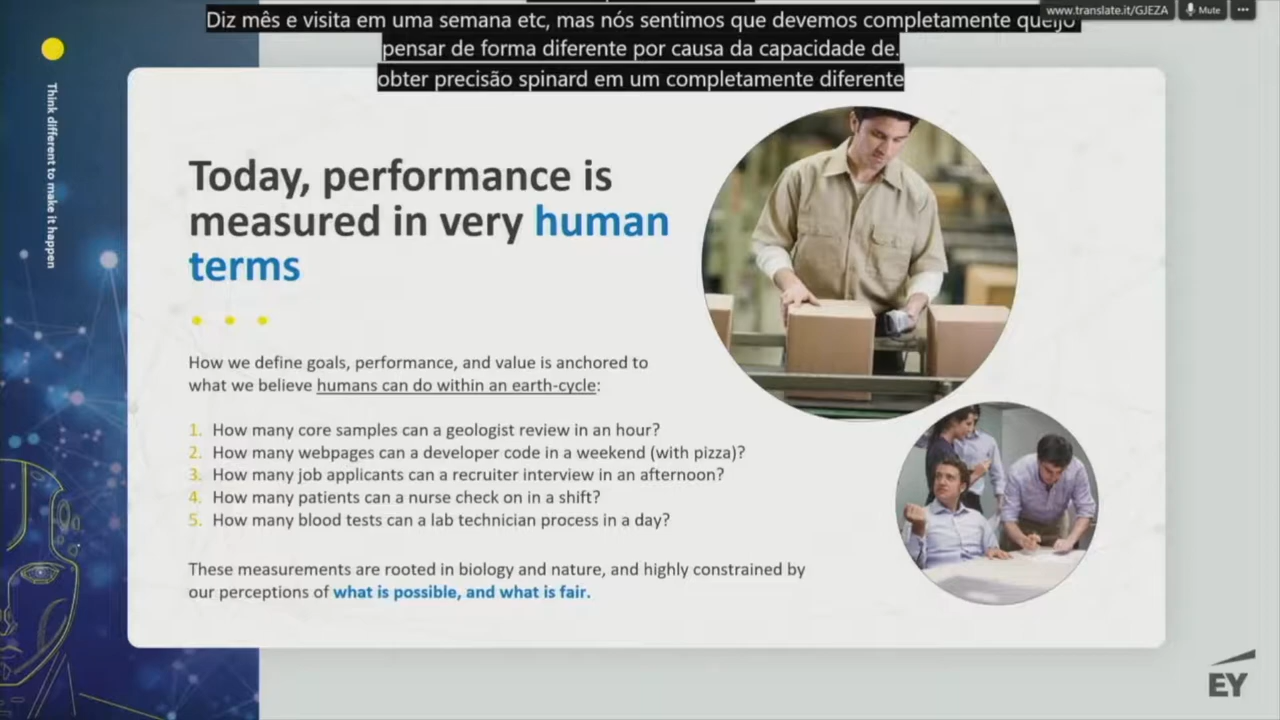 www.translate.it/GJEZA
Mute
Diz mês e visita em uma semana etc, mas nós sentimos que devemos completamente queijo
pensar de forma diferente por causa da capacidade de.
obter precisão spinard em um completamente diferente
Think different to make it happen
Today, performance is
measured in very human
terms
How we define goals, performance, and value is anchored to
what we believe humans can do within an earth-cycle:
1. How many core samples can a geologist review in an hour?
2. How many webpages can a developer code in a weekend (with pizza)?
3. How many job applicants can a recruiter interview in an afternoon?
4. How many patients can a nurse check on in a shift?
5. How many blood tests can a lab technician process in a day?
These measurements are rooted in biology and nature, and highly constrained by
our perceptions of what is possible, and what is fair.
EY